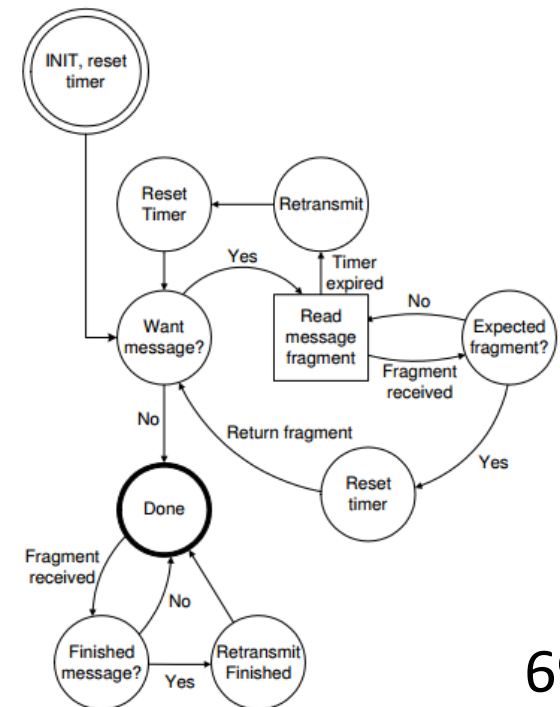 INIT, reset
timer
Reset
Timer
Retransmit
Yes
Timer
expired
Want
message?
Read
message
fragment
No
Expected
fragment?
Fragment
received
No
Return fragment
Yes
Reset
timer
Done
Fragment
received
No
Finished
message?
Yes
Retransmit
Finished